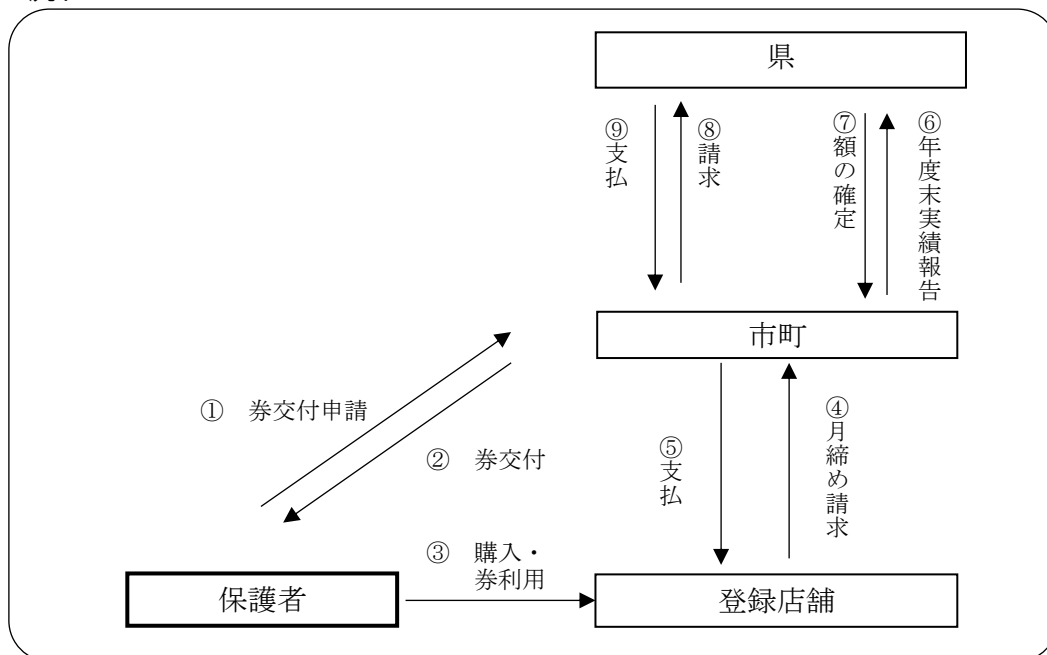 県
⑨支払
⑧請求
⑦額の確定
⑥年度末実績報告
市町
① 券交付申請
② 券交付
⑤支払
④月締め請求
③ 購入・
券利用
保護者
登録店舗